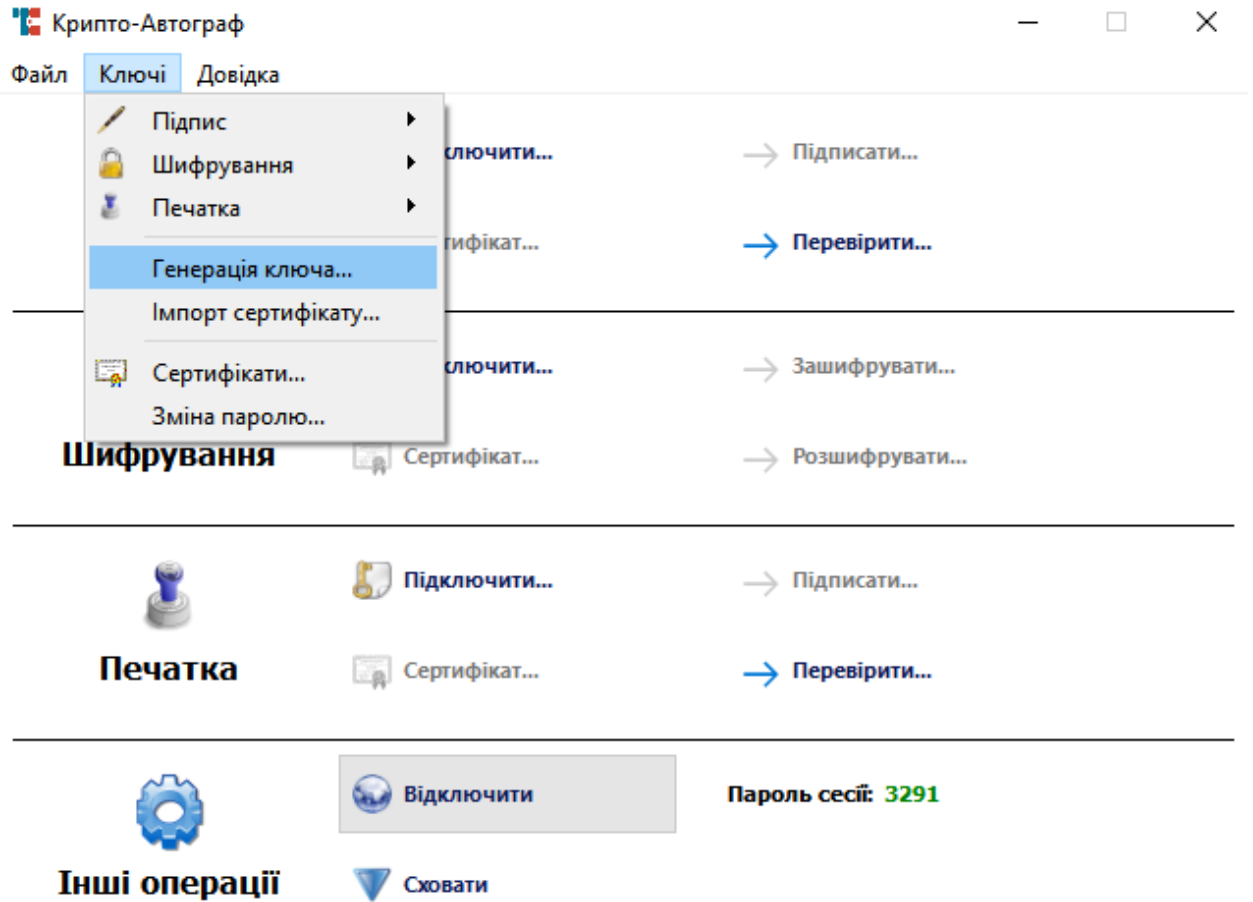 Крипто-Автограф
Файл Ключі Довідка
Підпис
Шифрування
Печатка
Генерація ключа...
Імпорт сертифікату...
Сертифікати...
Зміна паролю...
Підписати...
Перевірити...
Шифрування
Зашифрувати...
Сертифікат... Розшифрувати...
Печатка
Підключити... Підписати...
Сертифікат... Перевірити...
Інші операції
Відключити Пароль сесії: 3291
Сховати